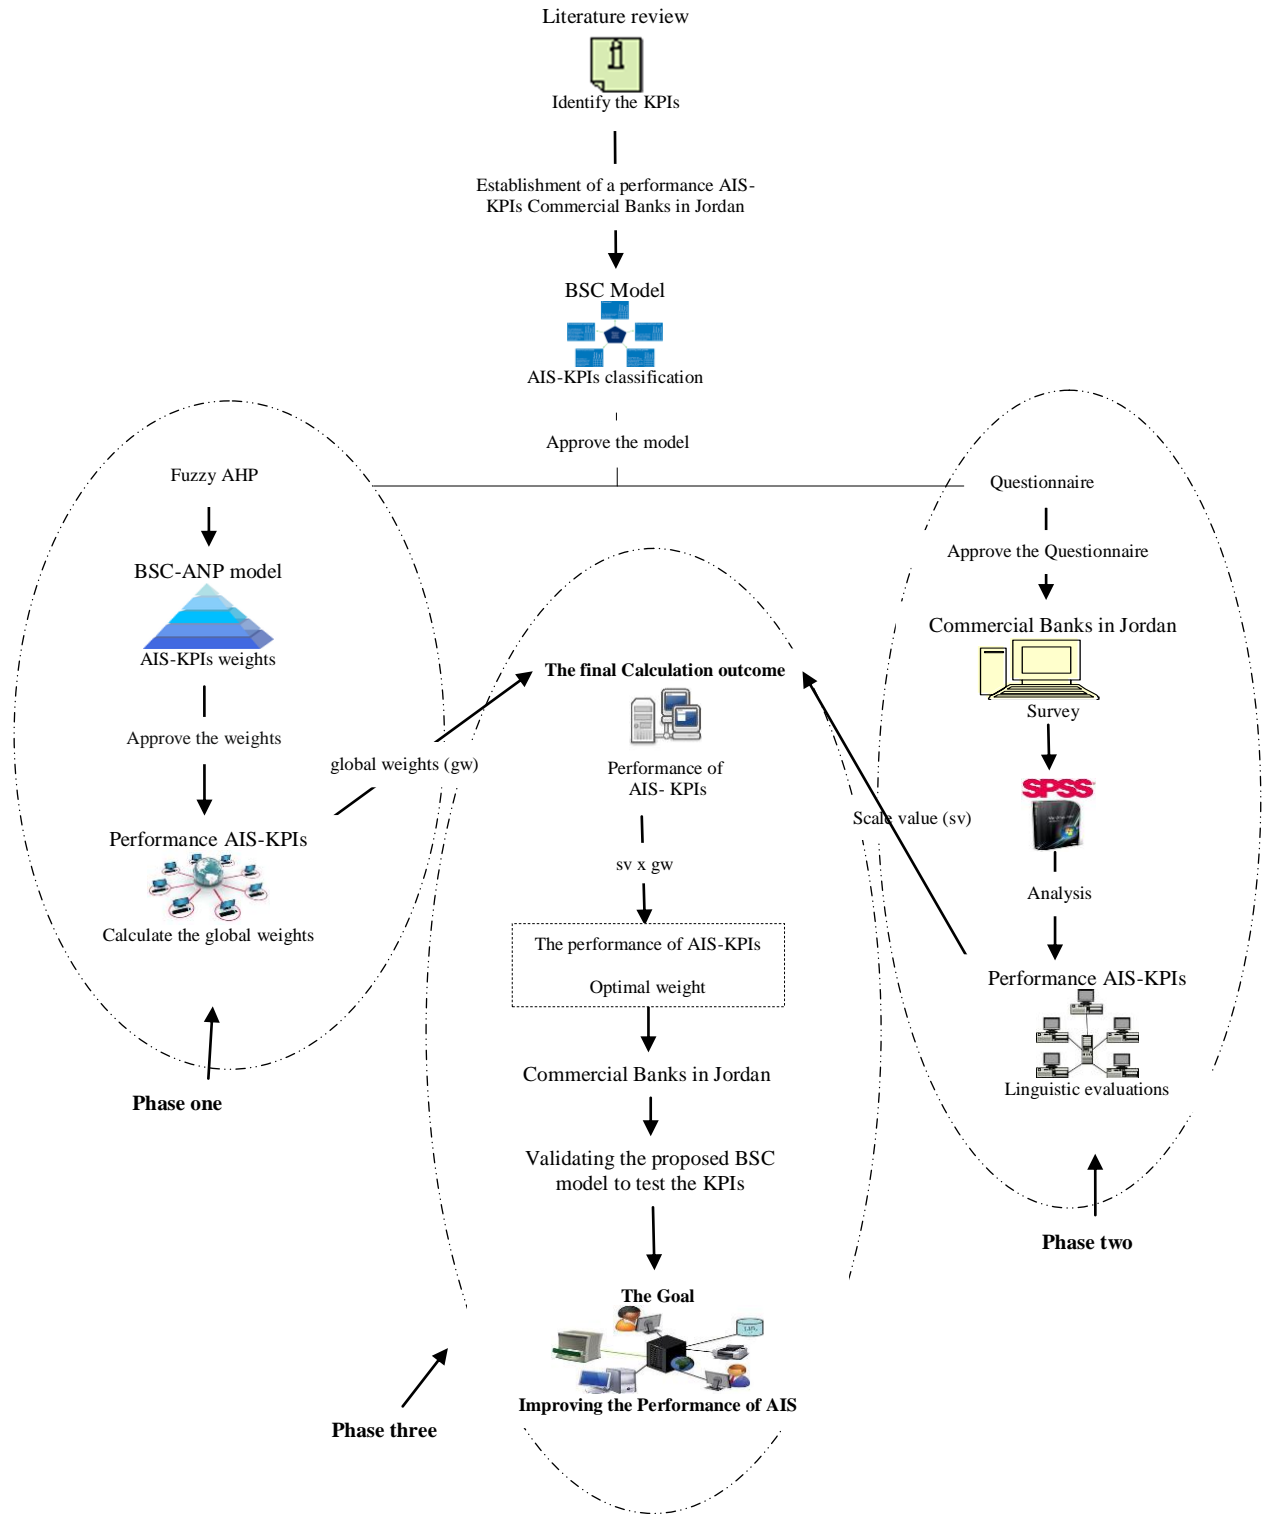 Literature review
Identify the KPIs
Establishment of a performance AIS-
KPIs Commercial Banks in Jordan
BSC Model
AIS-KPIs classification
Approve the model
Fuzzy AHP
BSC-ANP model
AIS-KPIs weights
Approve the weights
global weights (gw)
Performance AIS-KPIs
Calculate the global weights
Phase one
Questionnaire
Approve the Questionnaire
Commercial Banks in Jordan
Survey
SPSS
Scale value (sv)
Analysis
Performance AIS-KPIs
Linguistic evaluations
Phase two
The final Calculation outcome
Performance of
AIS- KPIs
sv x gw
The performance of AIS-KPIs
Optimal weight
Commercial Banks in Jordan
Validating the proposed BSC
model to test the KPIs
The Goal
Improving the Performance of AIS
Phase three